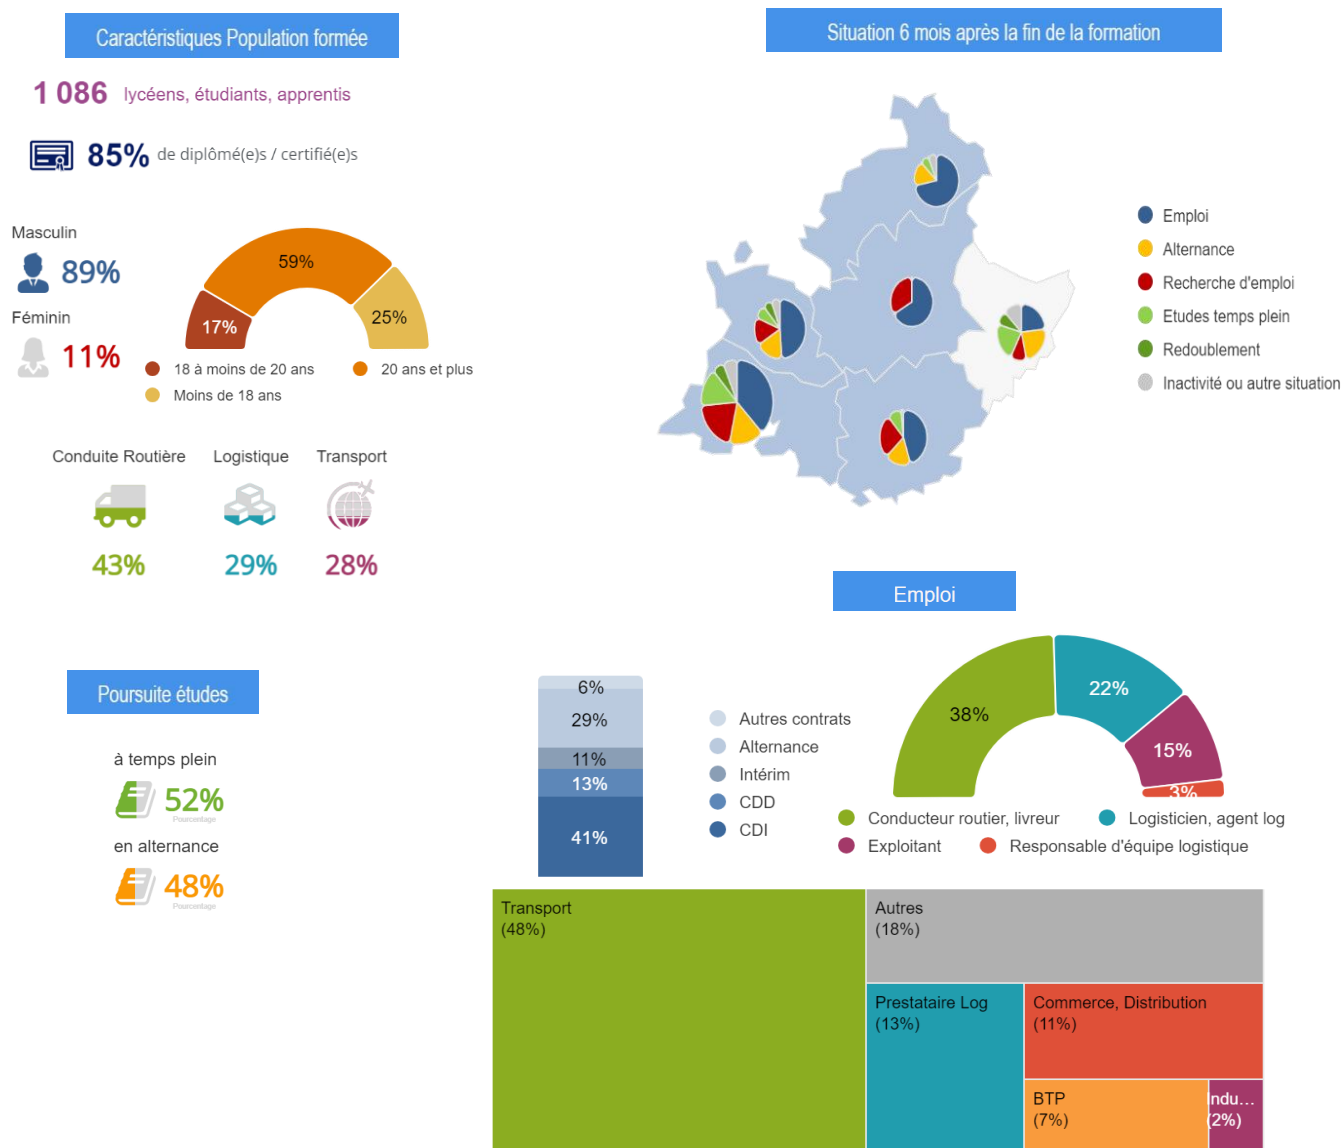 Caractéristiques Population formée
1 086 lycéens, étudiants, apprentis
85% de diplômé(e)s / certifié(e)s
Masculin
89%
Féminin
11%
59%
17%
25%
18 à moins de 20 ans
20 ans et plus
Moins de 18 ans
Conduite Routière
Logistique
Transport
43%
29%
28%
Poursuite études
à temps plein
52%
Pourcentage
en alternance
48%
Pourcentage
Situation 6 mois après la fin de la formation
Emploi
Alternance
Recherche d'emploi
Etudes temps plein
Redoublement
Inactivité ou autre situation
Emploi
6%
29%
11%
13%
41%
Autres contrats
Alternance
Intérim
CDD
CDI
38%
22%
15%
3%
Conducteur routier, livreur
Logisticien, agent log
Exploitant
Responsable d'équipe logistique
Transport
(48%)
Autres
(18%)
Prestataire Log
(13%)
Commerce, Distribution
(11%)
BTP
(7%)
Indu…
(2%)